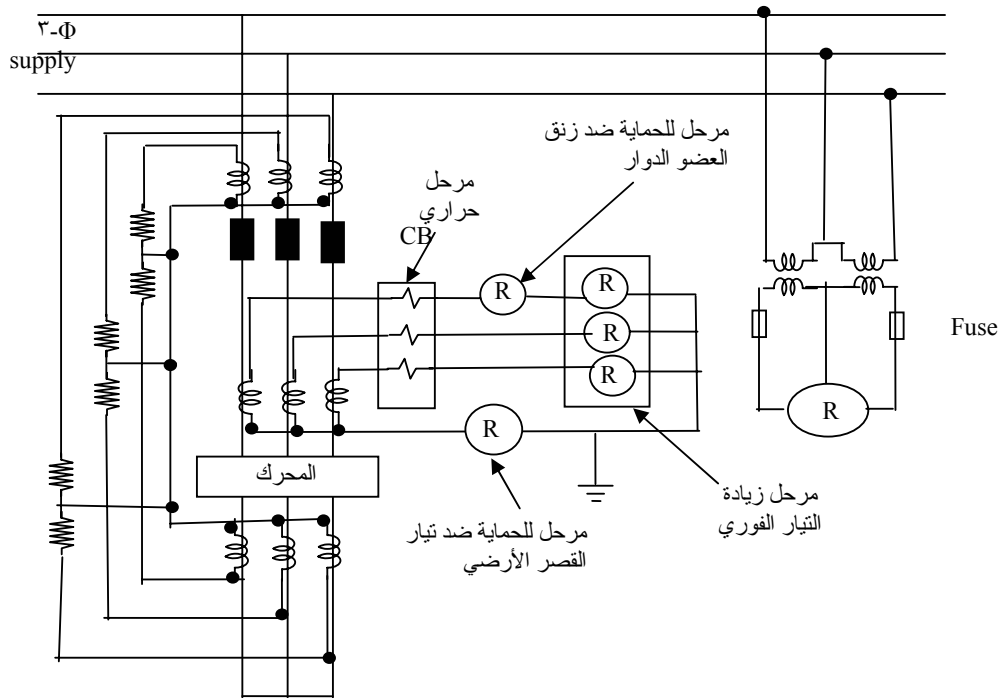 ٣-Φ
supply
مرحل للحماية ضد زنق
العضو الدوار
مرحل
حراري
CB
R
R
R
R
R
المحرك
Fuse
R
مرحل زيادة
التيار الفوري
مرحل للحماية ضد تيار
القصر الأرضي